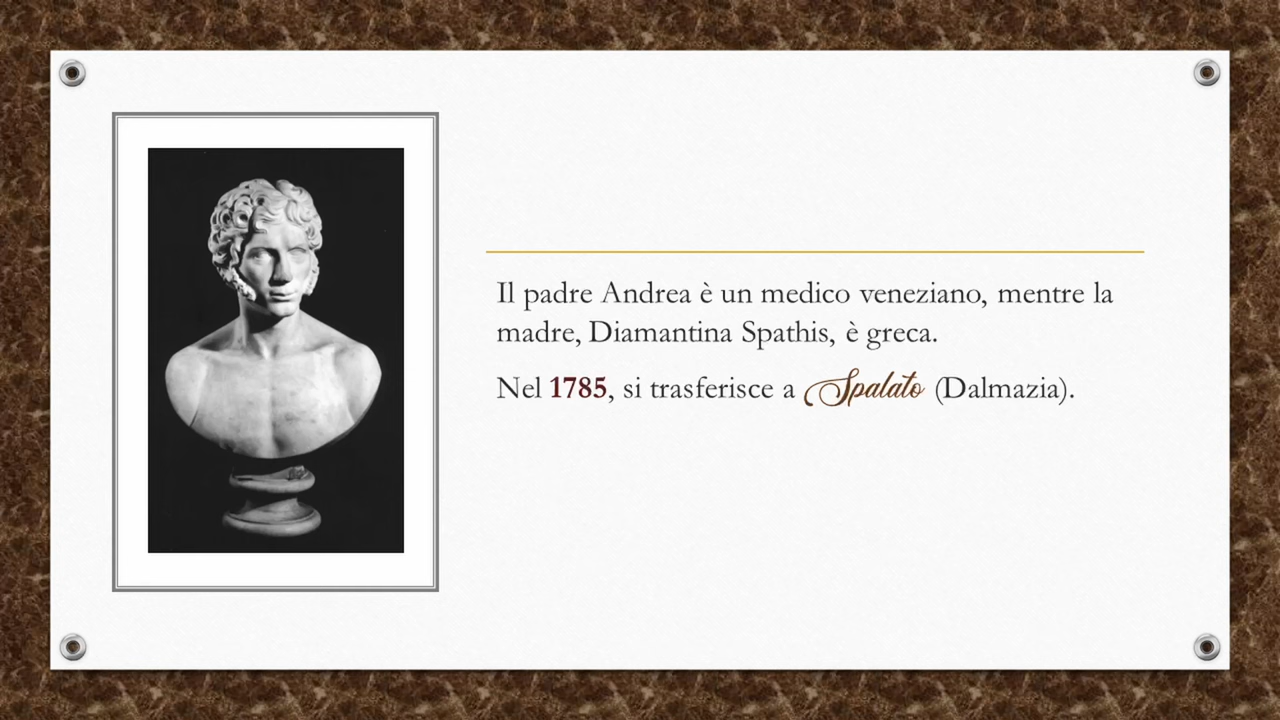 Il padre Andrea è un medico veneziano, mentre la
madre, Diamantina Spathis, è greca.
Nel 1785, si trasferisce a Spalato (Dalmazia).